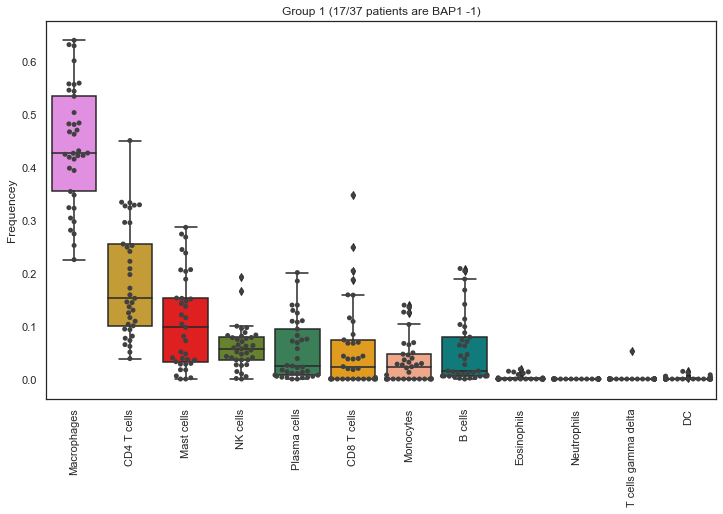 Group 1 (17/37 patients are BAP1 -1)
Frequencey
0.6
0.5
0.4
0.3
0.2
0.1
0.0
Macrophages
CD4 T cells
Mast cells
NK cells
Plasma cells
CD8 T cells
Monocytes
B cells
Eosinophils
Neutrophils
T cells gamma delta
DC